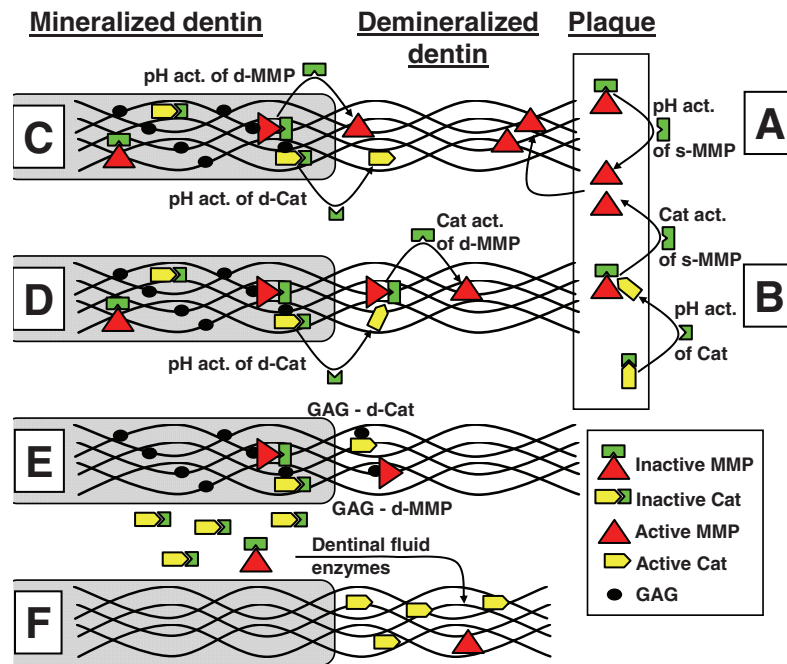 Mineralized dentin
Demineralized
dentin
Plaque
pH act. of d-MMP
C
pH act. of d-Cat
pH act.
of s-MMP
A
Cat act.
of d-MMP
Cat act.
of s-MMP
D
pH act. of d-Cat
B
pH act.
of Cat
GAG - d-Cat
E
GAG - d-MMP
Dentinal fluid
enzymes
F
Inactive MMP
Inactive Cat
Active MMP
Active Cat
GAG